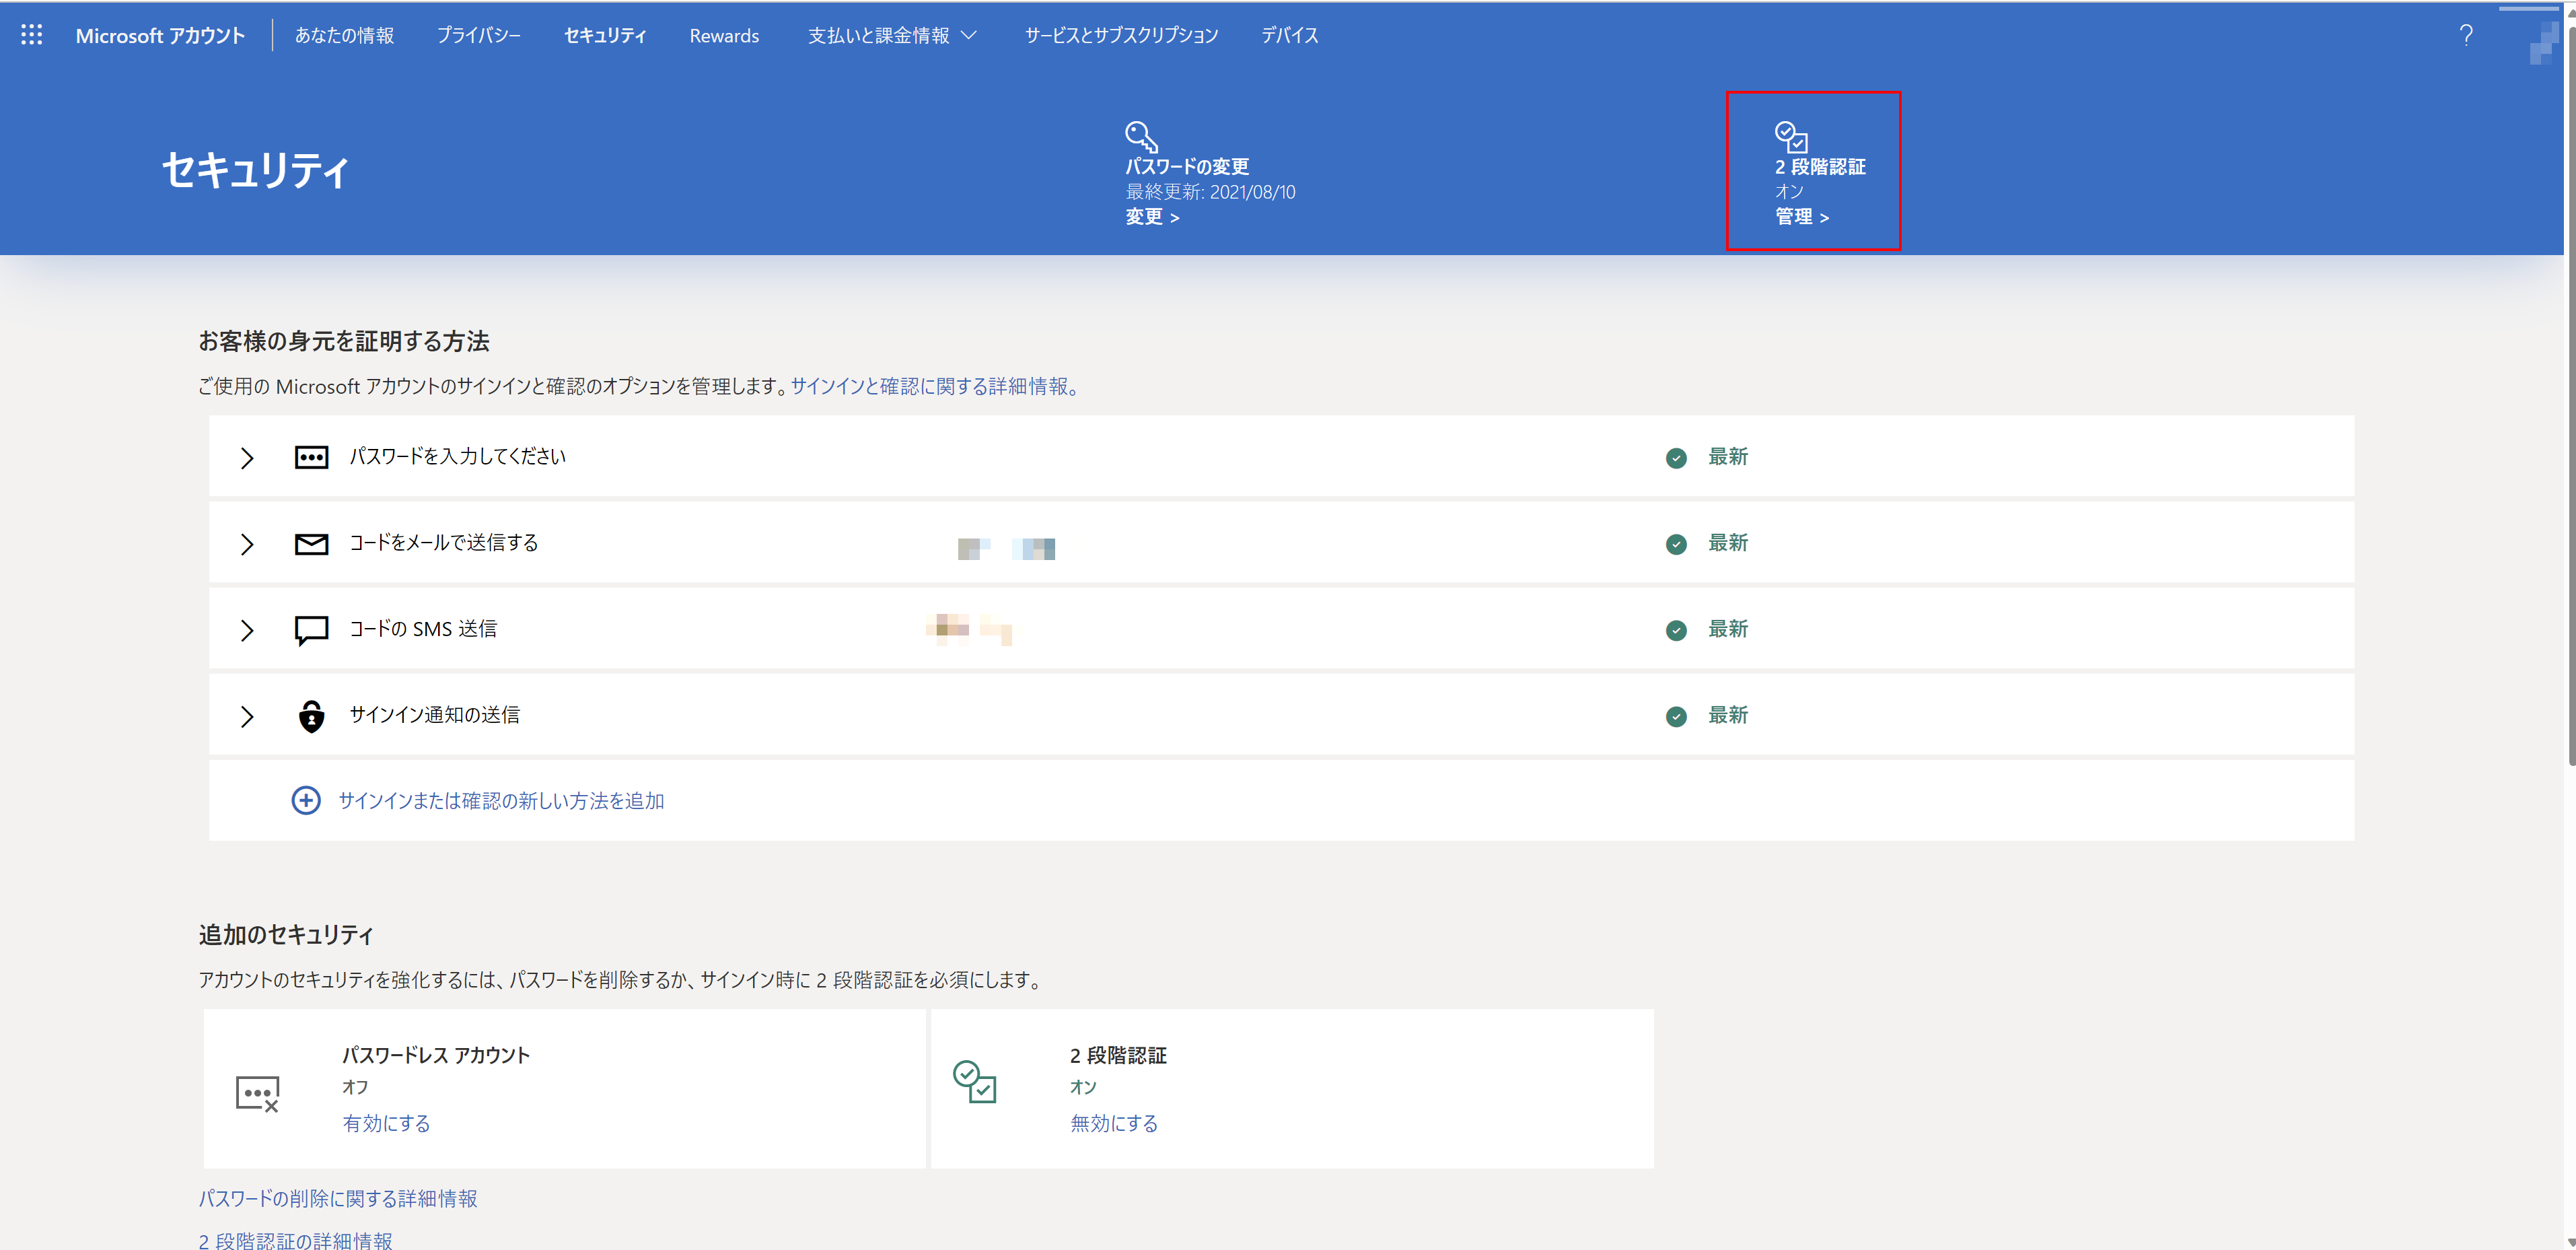 Microsoft アカウント あなたの情報 プライバシー セキュリティ Rewards 支払いと課金情報 サービスとサブスクリプション デバイス ?
セキュリティ
パスワードの変更
最終更新: 2021/08/10
変更 >
2 段階認証
オン
管理 >
お客様の身元を証明する方法
ご使用の Microsoft アカウントのサインインと確認のオプションを管理します。サインインと確認に関する詳細情報。
パスワードを入力してください 最新
コードをメールで送信する 最新
コードの SMS 送信 最新
サインイン通知の送信 最新
サインインまたは確認の新しい方法を追加
追加のセキュリティ
アカウントのセキュリティを強化するには、パスワードを削除するか、サインイン時に 2 段階認証を必須にします。
パスワードレス アカウント
オフ
有効にする
2 段階認証
オン
無効にする
パスワードの削除に関する詳細情報
2 段階認証の詳細情報